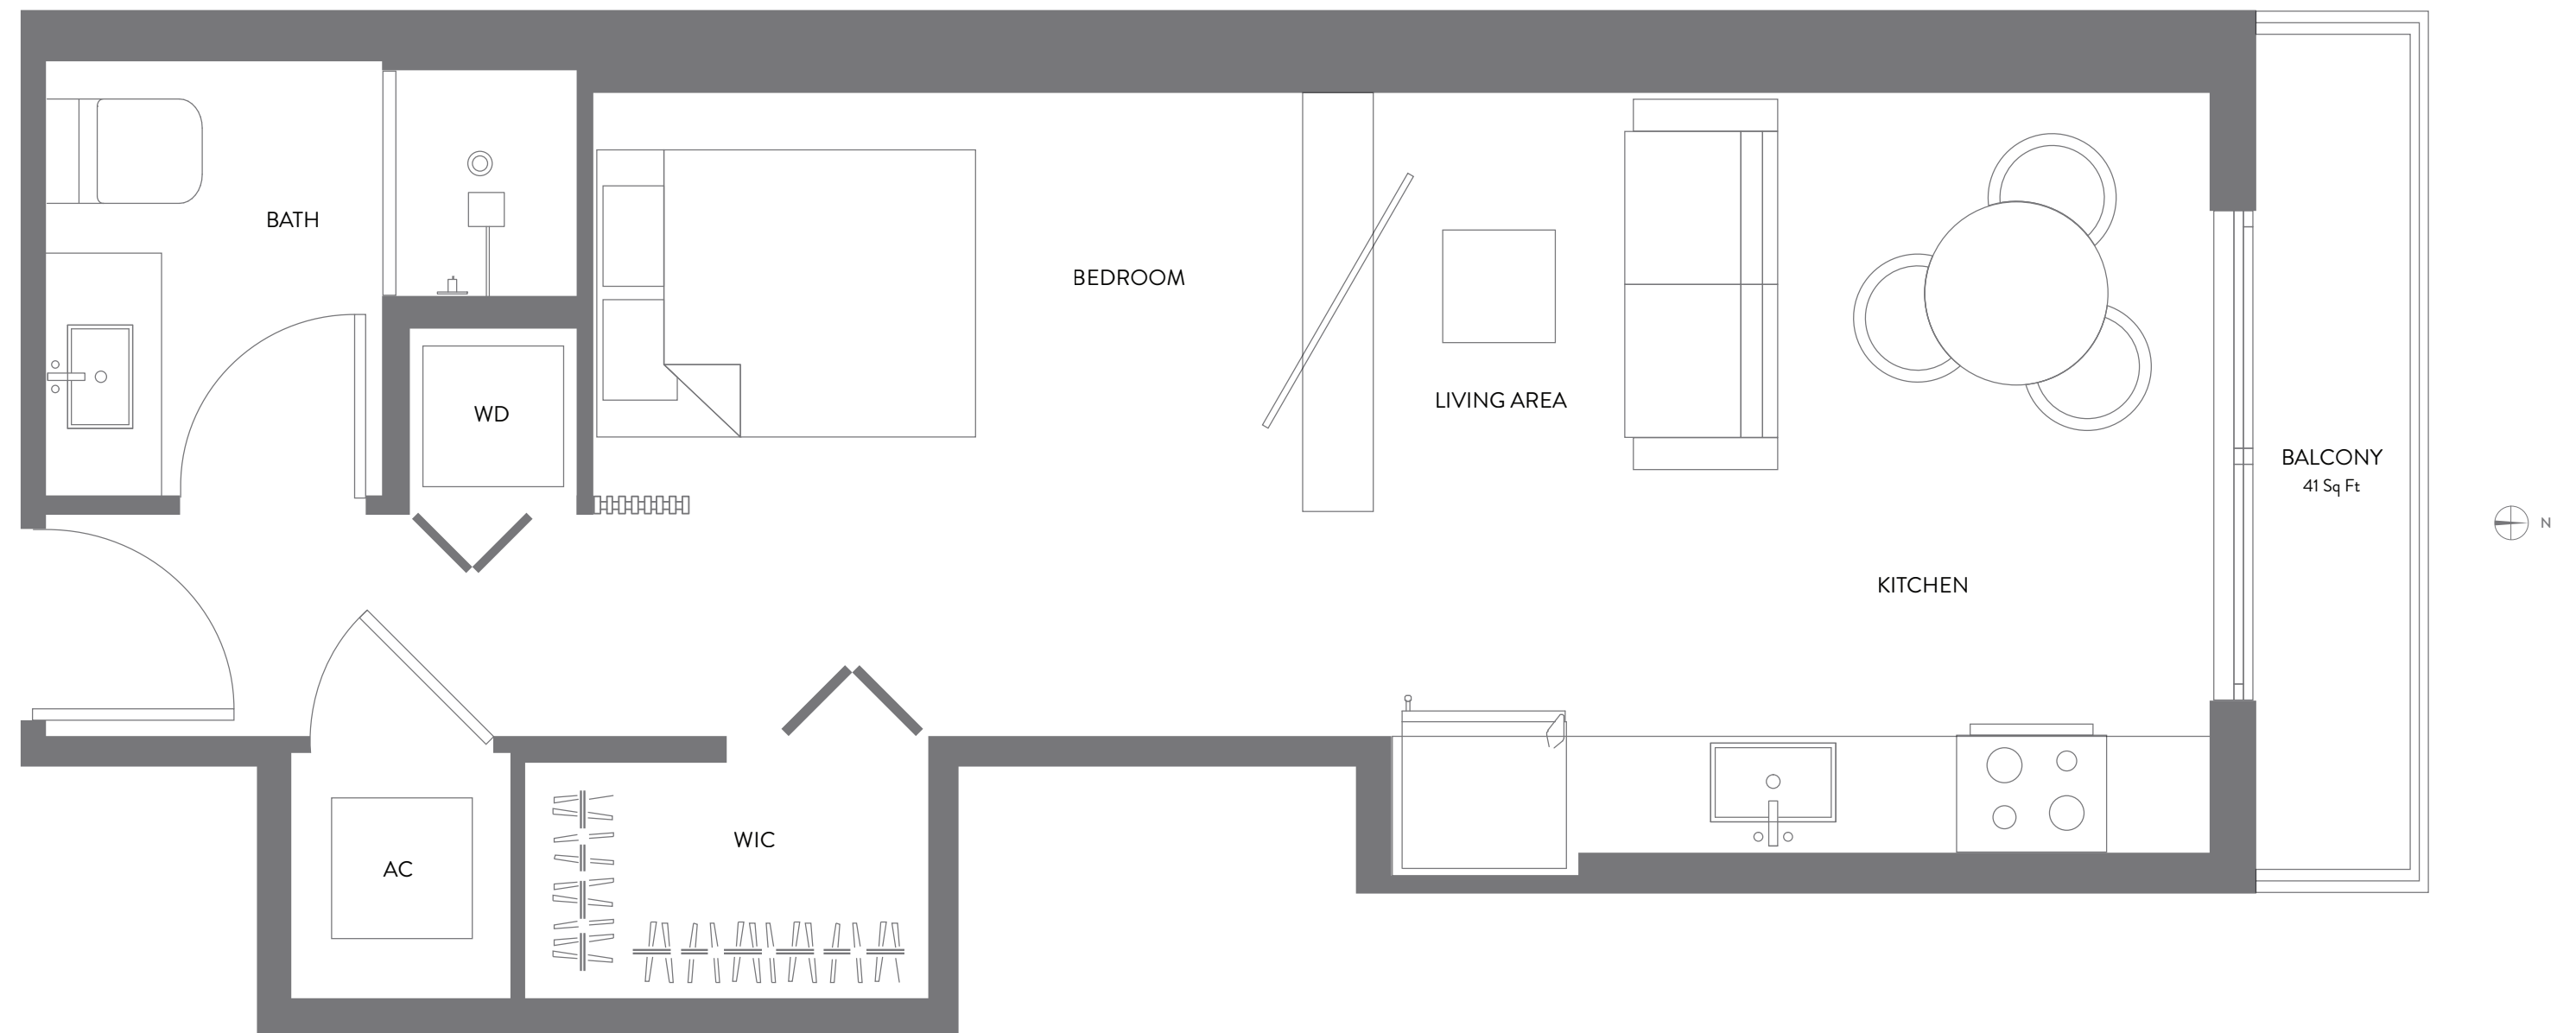 BATH
BEDROOM
LIVING AREA
WD
BALCONY
41 Sq Ft
N
KITCHEN
WIC
AC